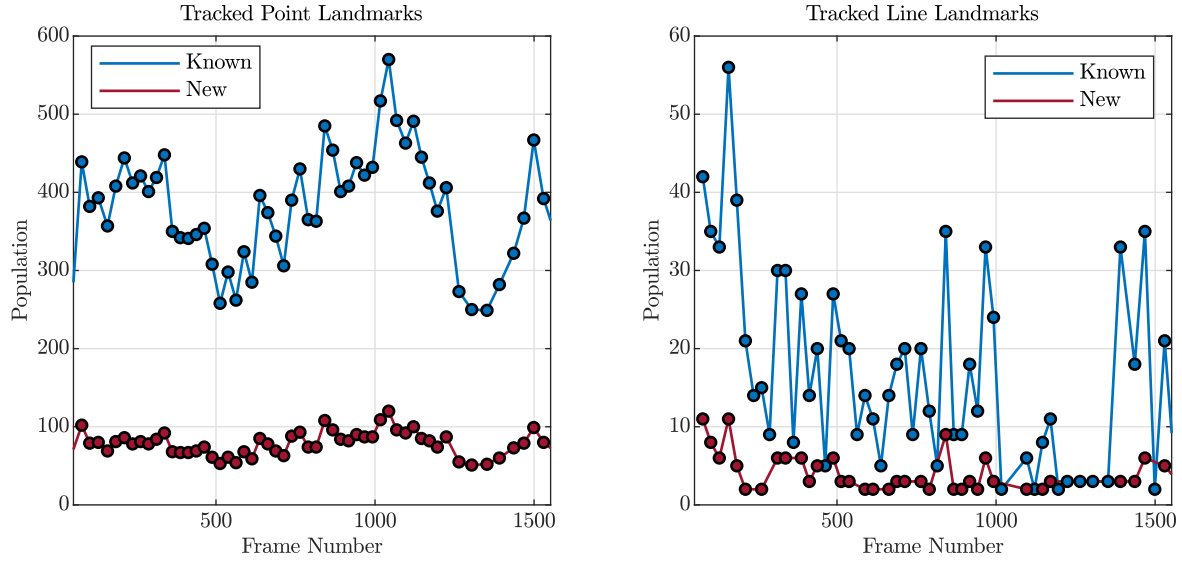 Tracked Point Landmarks
600
500
400
300
200
100
0
500
1000
1500
Population
Frame Number
Known
New
Tracked Line Landmarks
60
50
40
30
20
10
0
500
1000
1500
Population
Frame Number
Known
New